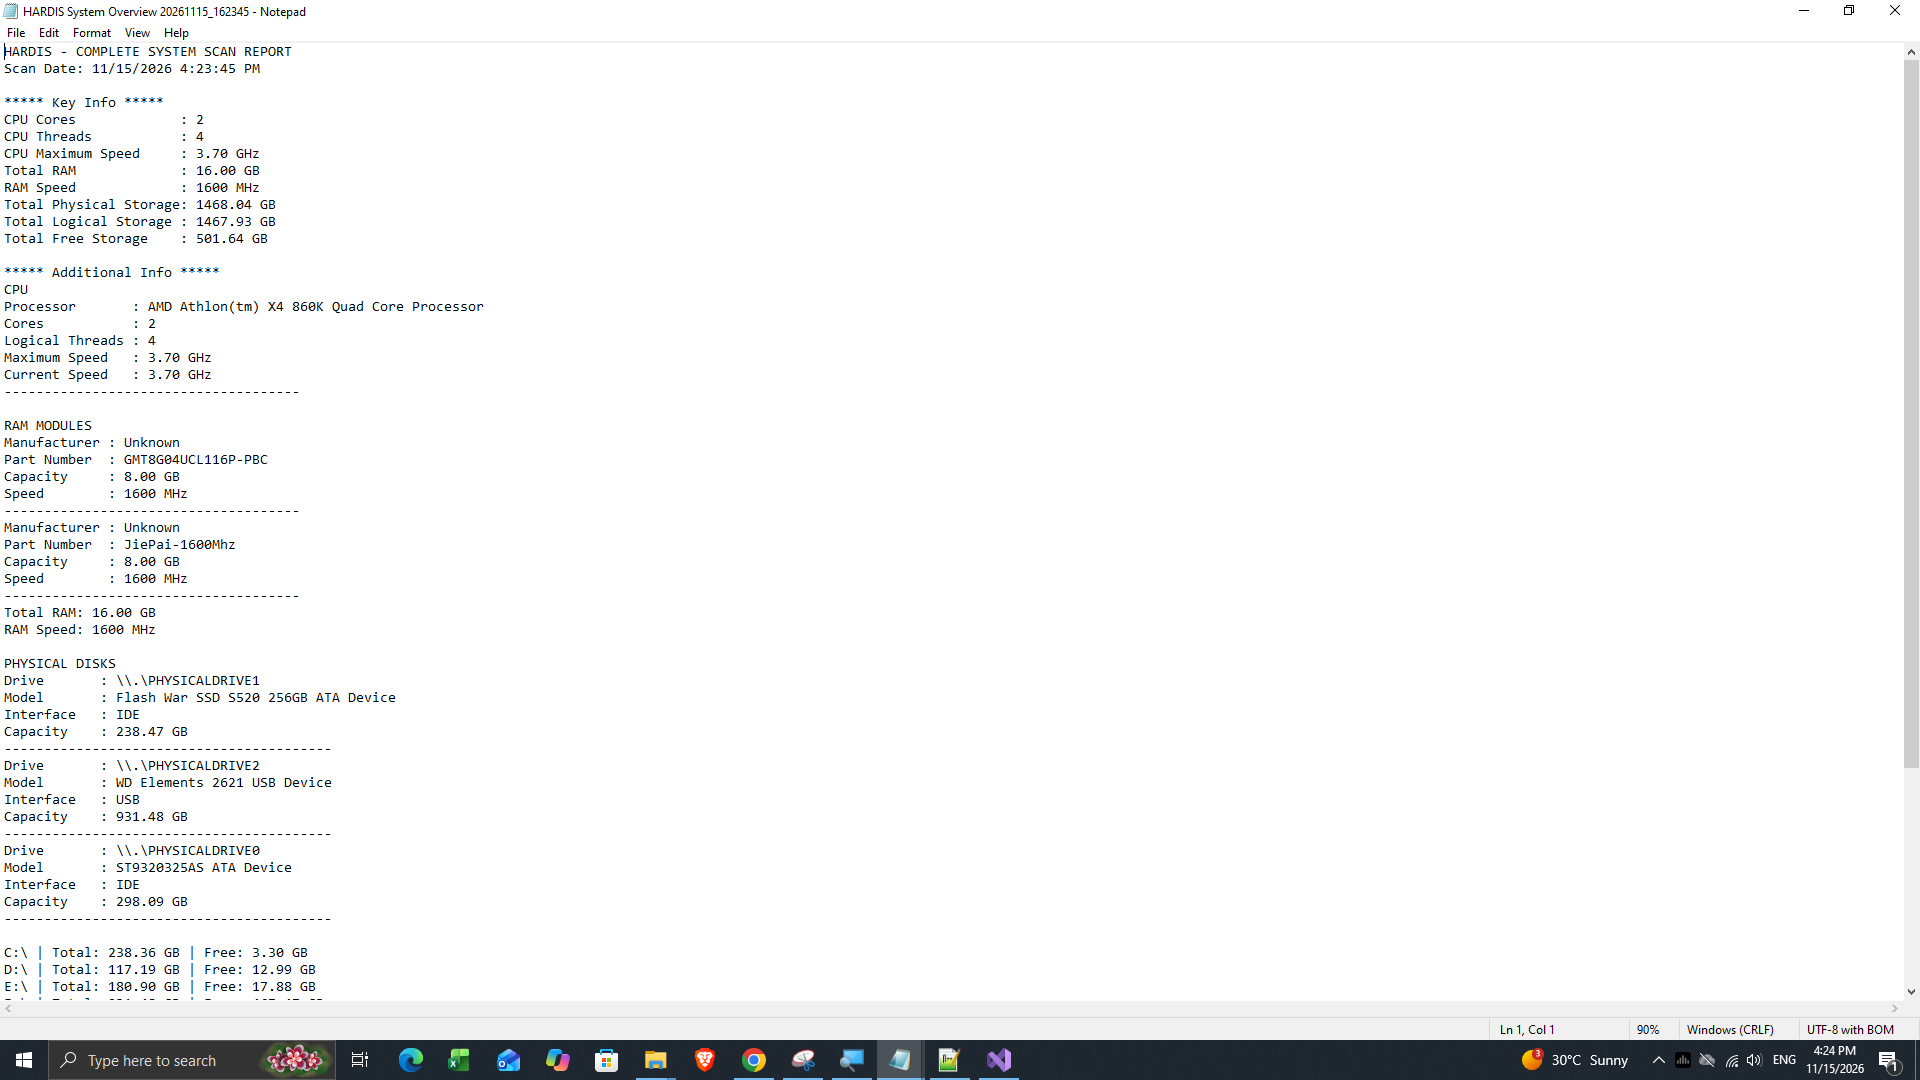 HARDIS System Overview 20261115_162345 - Notepad
File Edit Format View Help
HARDIS - COMPLETE SYSTEM SCAN REPORT
Scan Date: 11/15/2026 4:23:45 PM
***** Key Info *****
CPU Cores : 2
CPU Threads : 4
CPU Maximum Speed : 3.70 GHz
Total RAM : 16.00 GB
RAM Speed : 1600 MHz
Total Physical Storage: 1468.04 GB
Total Logical Storage : 1467.93 GB
Total Free Storage : 501.64 GB
***** Additional Info *****
CPU
Processor : AMD Athlon(tm) X4 860K Quad Core Processor
Cores : 2
Logical Threads : 4
Maximum Speed : 3.70 GHz
Current Speed : 3.70 GHz
-------------------------------------
RAM MODULES
Manufacturer : Unknown
Part Number : GMT8G04UCL116P-PBC
Capacity : 8.00 GB
Speed : 1600 MHz
-------------------------------------
Manufacturer : Unknown
Part Number : JiePai-1600Mhz
Capacity : 8.00 GB
Speed : 1600 MHz
-------------------------------------
Total RAM: 16.00 GB
RAM Speed: 1600 MHz
PHYSICAL DISKS
Drive : \\.\PHYSICALDRIVE1
Model : Flash War SSD S520 256GB ATA Device
Interface : IDE
Capacity : 238.47 GB
-----------------------------------------
Drive : \\.\PHYSICALDRIVE2
Model : WD Elements 2621 USB Device
Interface : USB
Capacity : 931.48 GB
-----------------------------------------
Drive : \\.\PHYSICALDRIVE0
Model : ST9320325AS ATA Device
Interface : IDE
Capacity : 298.09 GB
-----------------------------------------
C:\ | Total: 238.36 GB | Free: 3.30 GB
D:\ | Total: 117.19 GB | Free: 12.99 GB
E:\ | Total: 180.90 GB | Free: 17.88 GB
Ln 1, Col 1 90% Windows (CRLF) UTF-8 with BOM
Type here to search
3 30°C Sunny ENG 4:24 PM
11/15/2026 1